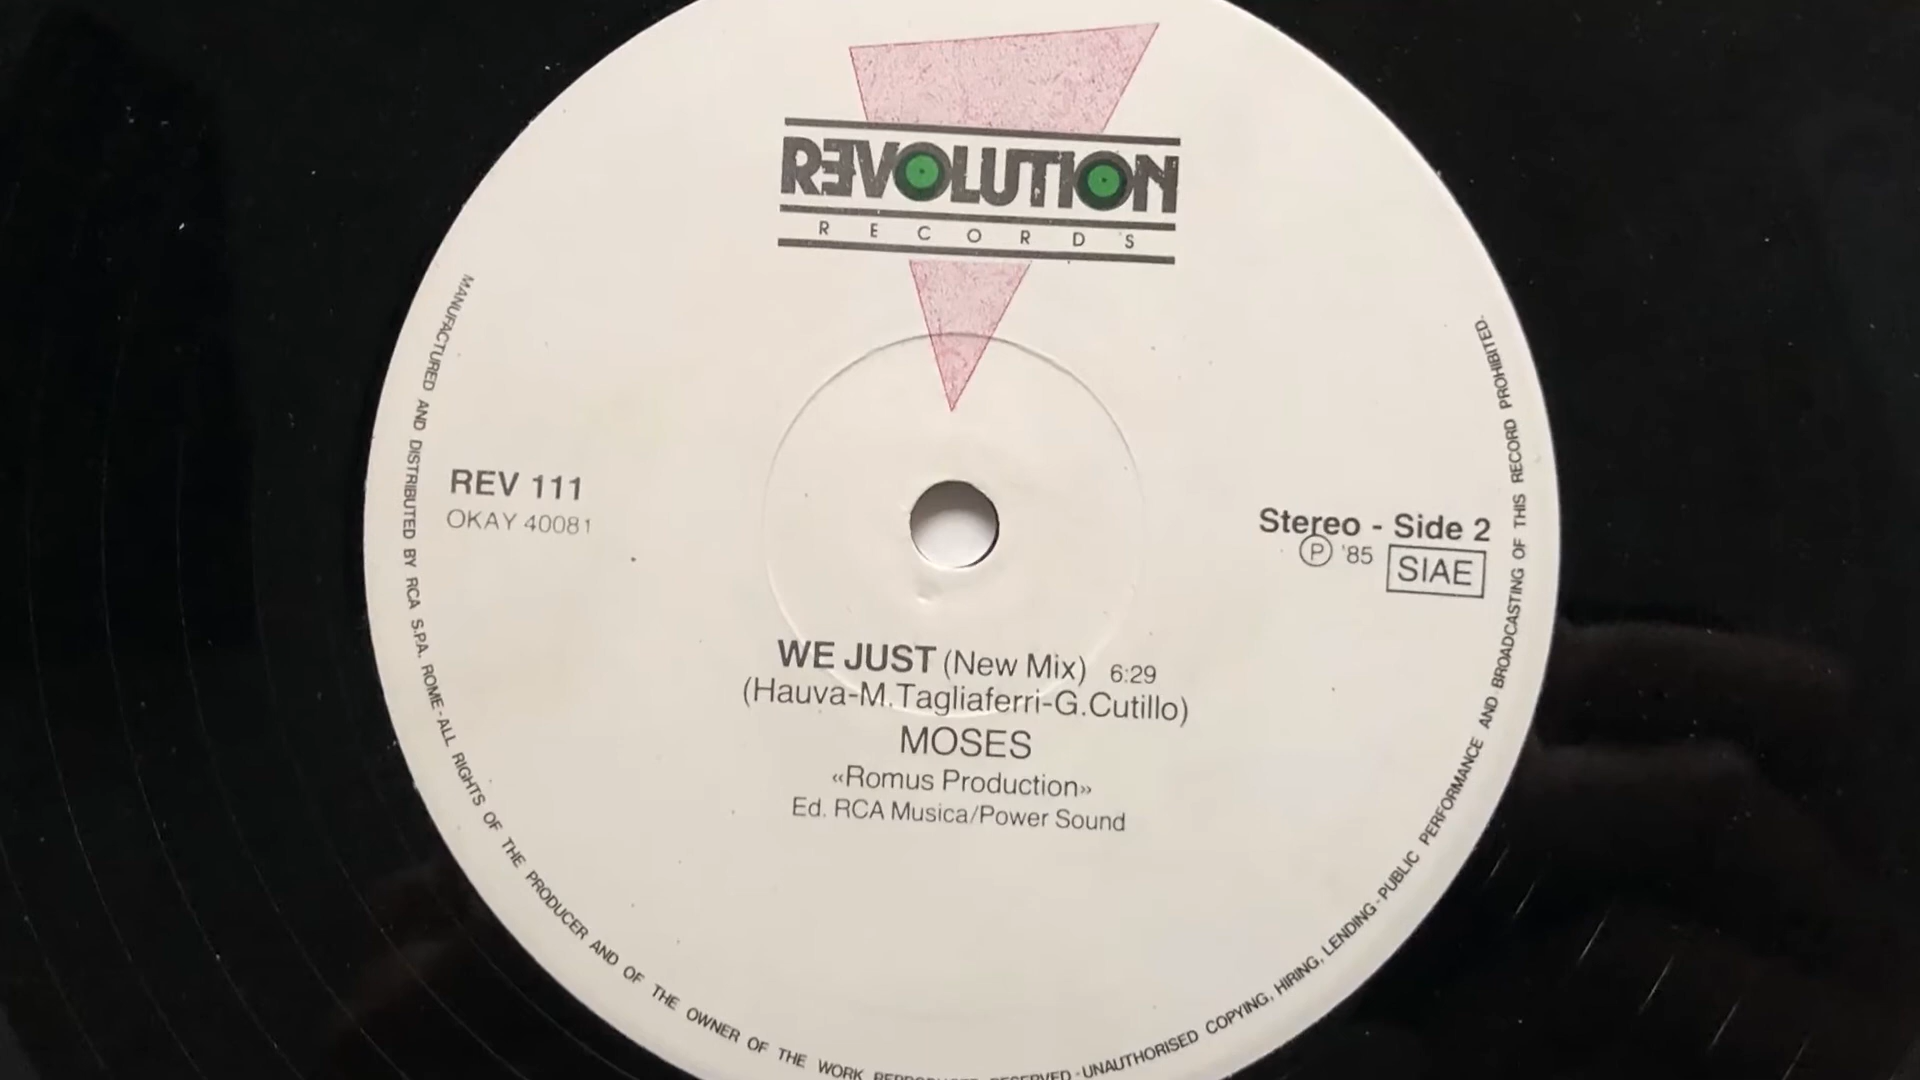 REVOLUTION
RECORDS
REV 111
OKAY 40081
Stereo - Side 2
Ⓟ '85 SIAE
WE JUST (New Mix) 6:29
(Hauva-M.Tagliaferri-G.Cutillo)
MOSES
«Romus Production»
Ed. RCA Musica/Power Sound
MANUFACTURED AND DISTRIBUTED BY RCA S.P.A. ROME - ALL RIGHTS OF THE PRODUCER AND OF THE OWNER OF THE WORK RESERVED - UNAUTHORISED COPYING, HIRING, LENDING - PUBLIC PERFORMANCE AND BROADCASTING OF THIS RECORD PROHIBITED.